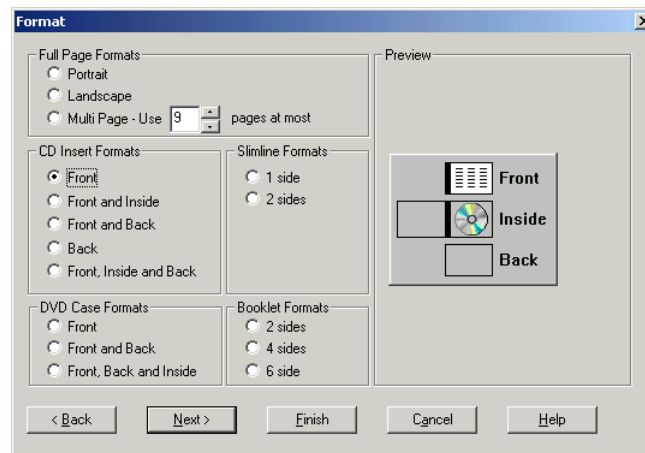 Format
Full Page Formats
Portrait
Landscape
Multi Page - Use 9 pages at most
CD Insert Formats
Front
Front and Inside
Front and Back
Back
Front, Inside and Back
Slimline Formats
1 side
2 sides
DVD Case Formats
Front
Front and Back
Front, Back and Inside
Booklet Formats
2 sides
4 sides
6 side
Preview
Front
Inside
Back
< Back Next > Finish Cancel Help